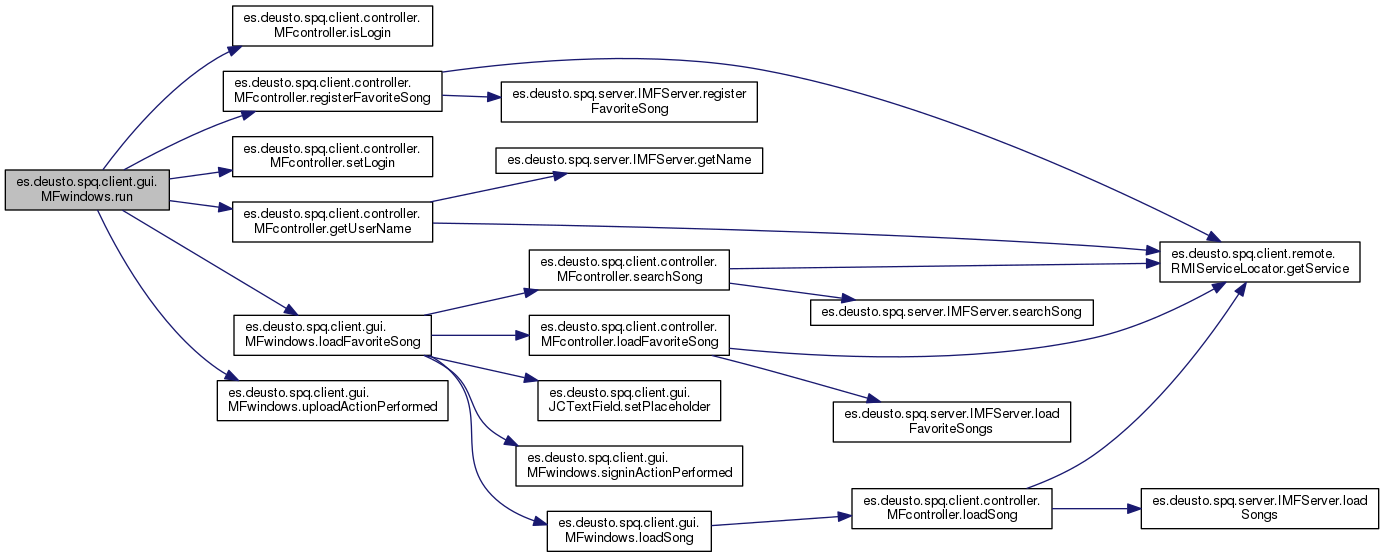 es.deusto.spq.client.gui.
MFwindows.run
es.deusto.spq.client.controller.
MFcontroller.isLogin
es.deusto.spq.client.controller.
MFcontroller.registerFavoriteSong
es.deusto.spq.client.controller.
MFcontroller.setLogin
es.deusto.spq.client.controller.
MFcontroller.getUserName
es.deusto.spq.client.gui.
MFwindows.loadFavoriteSong
es.deusto.spq.client.gui.
MFwindows.uploadActionPerformed
es.deusto.spq.server.IMFServer.register
FavoriteSong
es.deusto.spq.server.IMFServer.getName
es.deusto.spq.client.controller.
MFcontroller.searchSong
es.deusto.spq.client.controller.
MFcontroller.loadFavoriteSong
es.deusto.spq.client.gui.
JCTextField.setPlaceholder
es.deusto.spq.client.gui.
MFwindows.signinActionPerformed
es.deusto.spq.client.gui.
MFwindows.loadSong
es.deusto.spq.server.IMFServer.searchSong
es.deusto.spq.server.IMFServer.load
FavoriteSongs
es.deusto.spq.client.controller.
MFcontroller.loadSong
es.deusto.spq.client.remote.
RMIServiceLocator.getService
es.deusto.spq.server.IMFServer.load
Songs